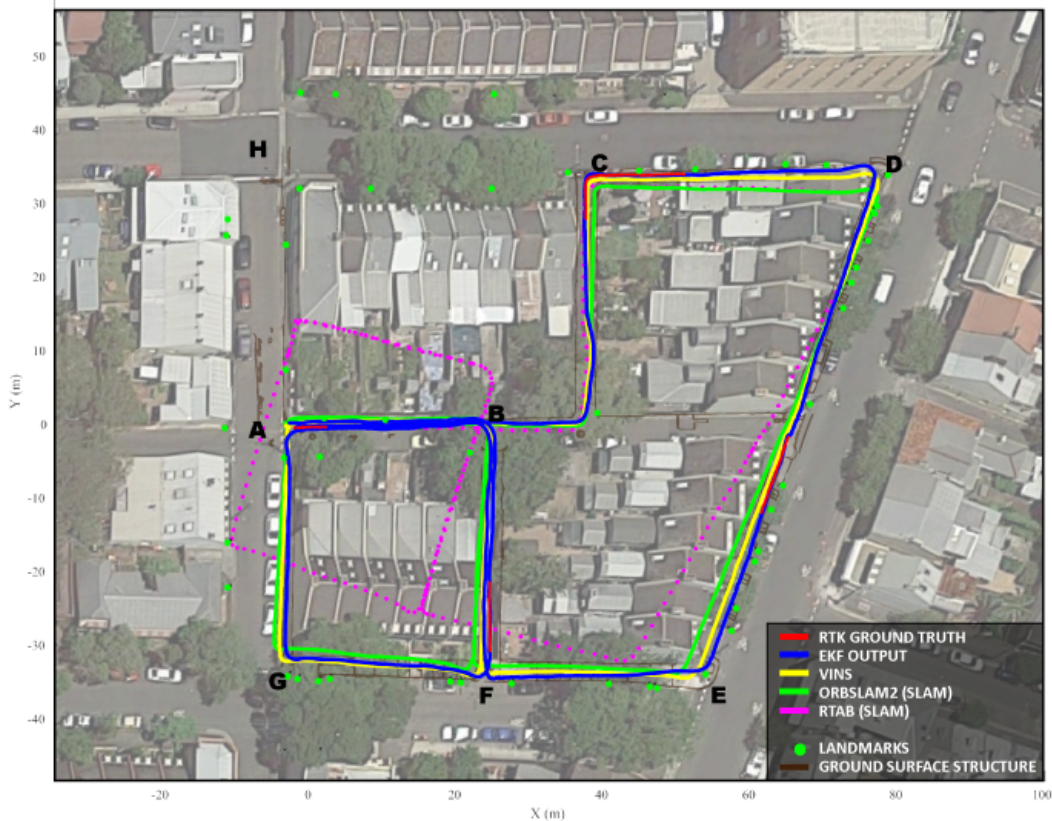 50
40
30
20
10
0
-10
-20
-30
-40
Y (m)
H
C
D
A
B
G
F
E
RTK GROUND TRUTH
EKF OUTPUT
VINS
ORBSLAM2 (SLAM)
RTAB (SLAM)
LANDMARKS
GROUND SURFACE STRUCTURE
-20
0
20
40
60
80
100
X (m)